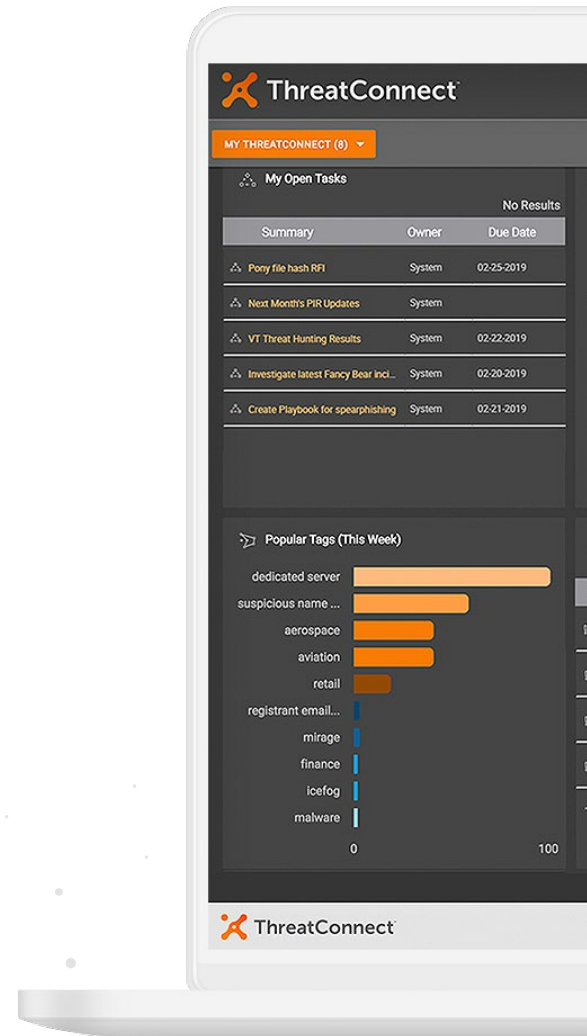 ThreatConnect™
MY THREATCONNECT (8)
My Open Tasks
No Results
Summary Owner Due Date
Pony file hash RFI System 02-25-2019
Next Month's PIR Updates System
VT Threat Hunting Results System 02-22-2019
Investigate latest Fancy Bear inci... System 02-20-2019
Create Playbook for spearphishing System 02-21-2019
Popular Tags (This Week)
dedicated server
suspicious name ...
aerospace
aviation
retail
registrant email...
mirage
finance
icefog
malware
0 100
ThreatConnect